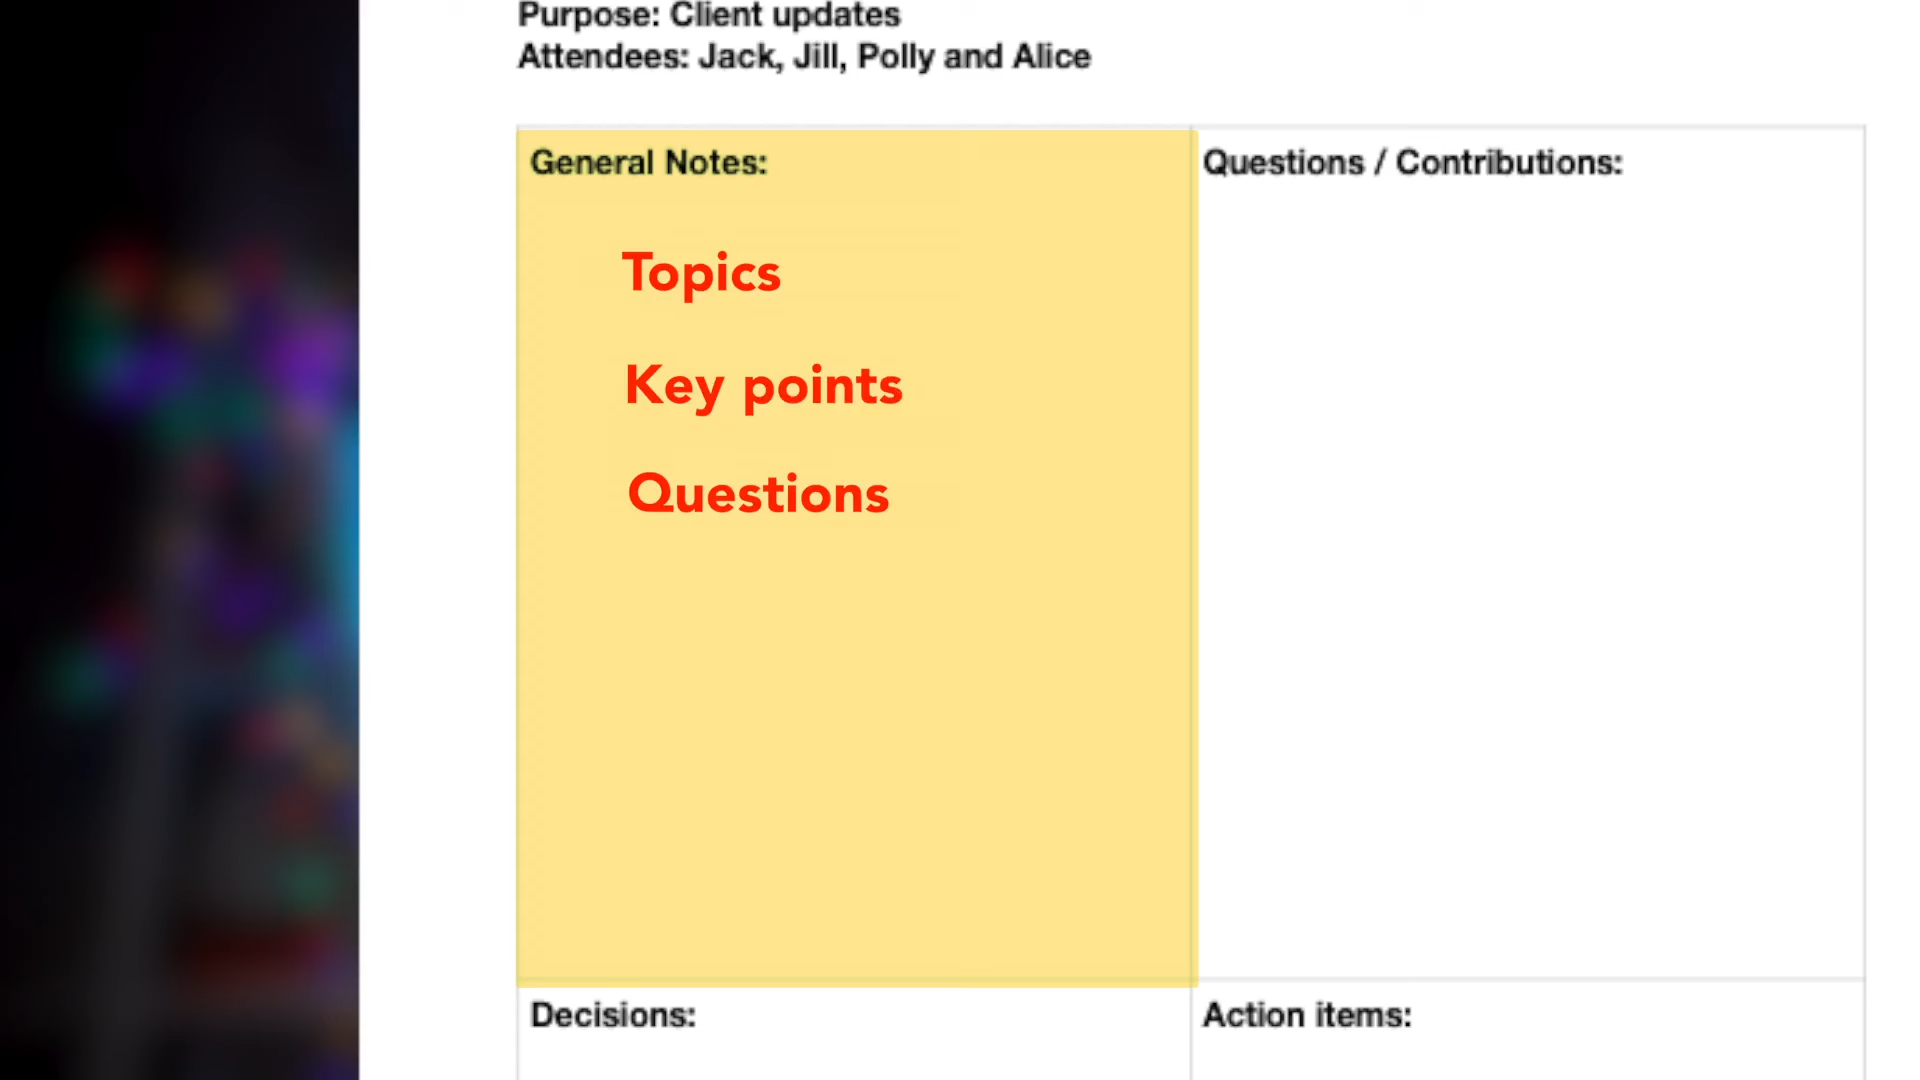 Purpose: Client updates
Attendees: Jack, Jill, Polly and Alice
General Notes:
Topics
Key points
Questions
Questions / Contributions:
Decisions:
Action items: